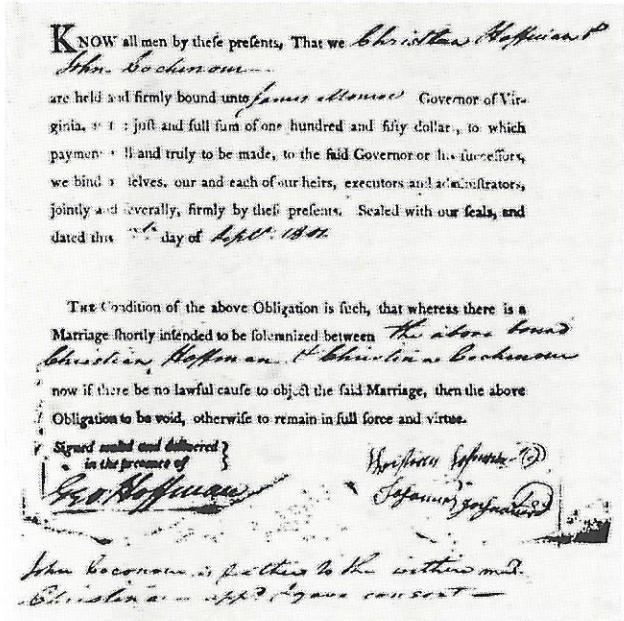 KNOW all men by theſe preſents, That we Christian Hoffman &
John Cochenour
are held and firmly bound unto James Monroe Governor of Vir-
ginia, in the juſt and full ſum of one hundred and fifty dollars, to which
payment well and truly to be made, to the ſaid Governor or his ſucceſſors,
we bind ourſelves, our and each of our heirs, executors and adminiſtrators,
jointly and ſeverally, firmly by theſe preſents. Sealed with our ſeals, and
dated this day of Sept. 1801
THE Condition of the above Obligation is ſuch, that whereas there is a
Marriage ſhortly intended to be ſolemnized between the above bound
Christian Hoffman & Christina Cochenour
now if there be no lawful cause to object the ſaid Marriage, then the above
Obligation to be void, otherwiſe to remain in full force and virtue.
Signed sealed and delivered
in the presence of
Geo Hoffman
John Coconour is father to the within md.
Christina appd & gave consent —